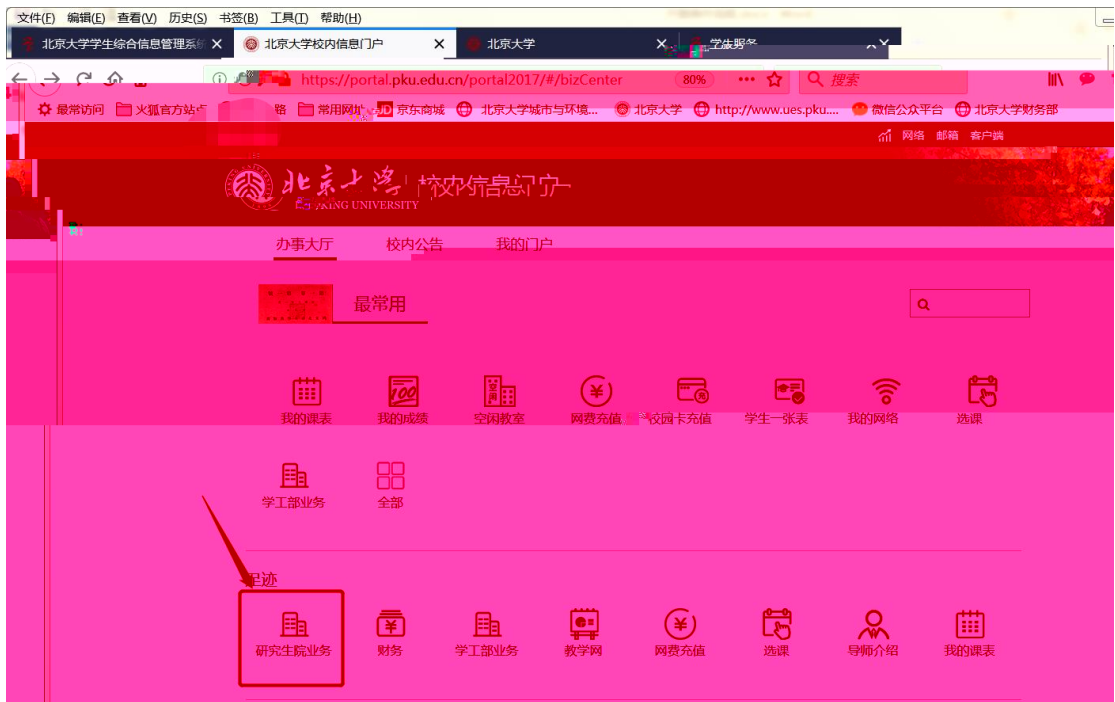 文件(F) 编辑(E) 查看(V) 历史(S) 书签(B) 工具(T) 帮助(H)
北京大学学生综合信息管理系统 北京大学校内信息门户 北京大学
https://portal.pku.edu.cn/portal2017/#/bizCenter 80% 搜索
最常访问 火狐官方站点 常用网址 京东商城 北京大学城市与环境... 北京大学 http://www.ues.pku.... 微信公众平台 北京大学财务部
网络 邮箱 客户端
北京大学 校内信息门户
UNIVERSITY
办事大厅 校内公告 我的门户
最常用
我的课表 我的成绩 空闲教室 网费充值 校园卡充值 学生一张表 我的网络 选课
学工部业务 全部
足迹
研究生院业务 财务 学工部业务 教学网 网费充值 选课 导师介绍 我的课表